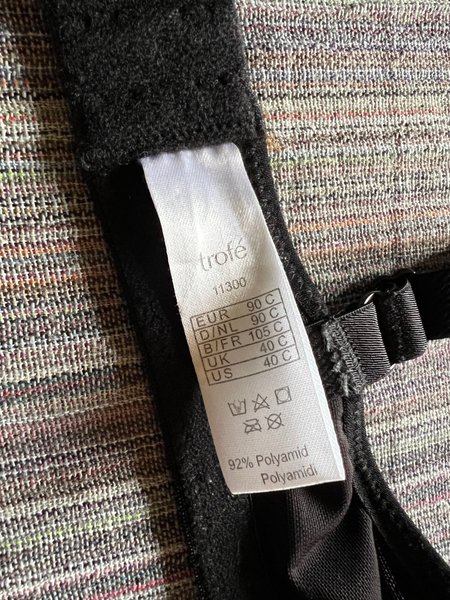 trofé
11300
EUR 90 C
D/NL 90 C
B/FR 105 C
UK 40 C
US 40 C
92% Polyamid
Polyamidi